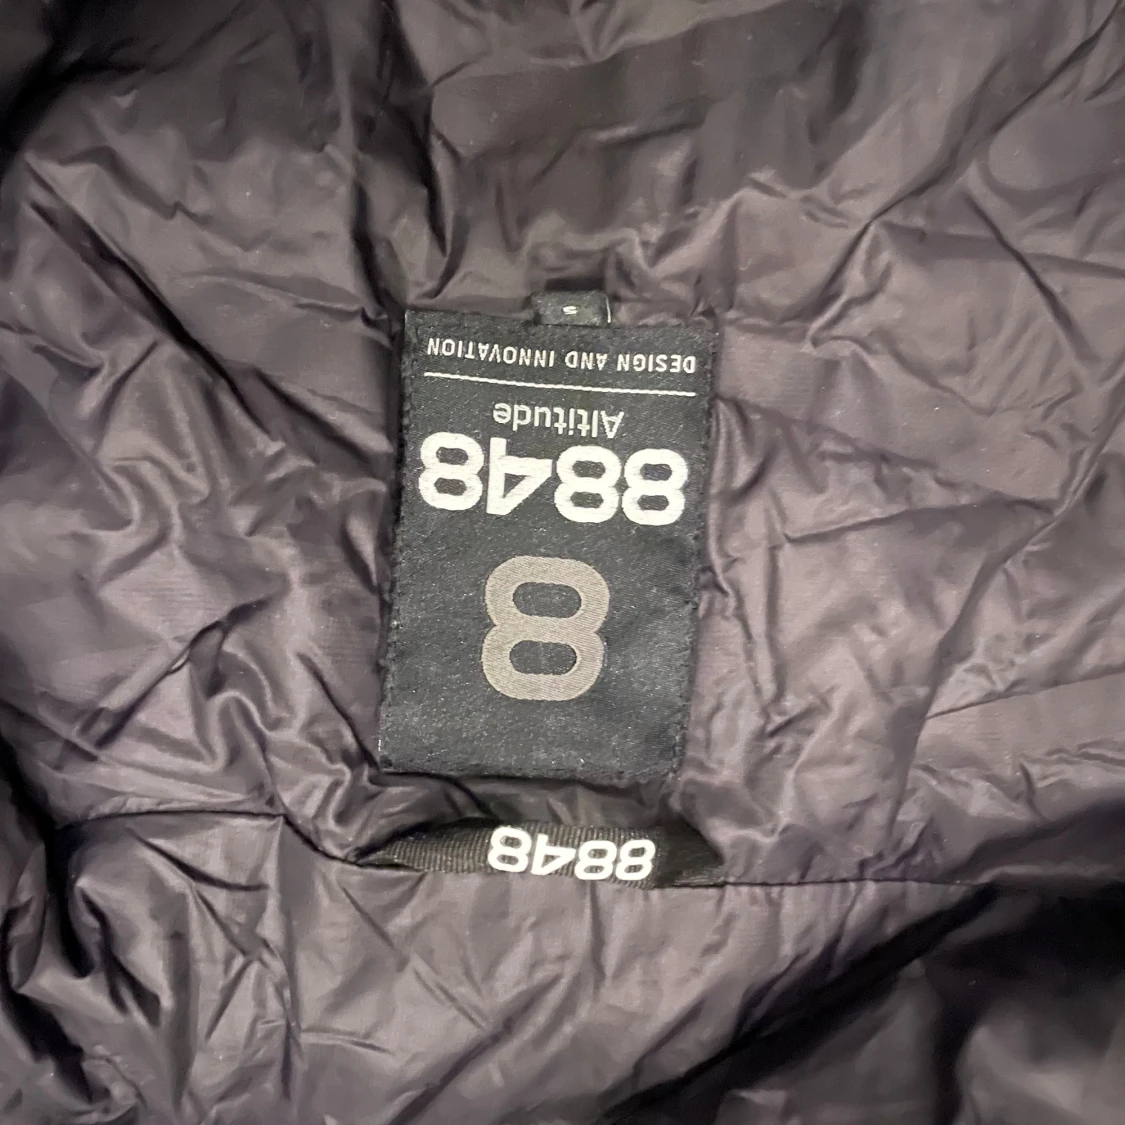 8848
8
8848
Altitude
DESIGN AND INNOVATION